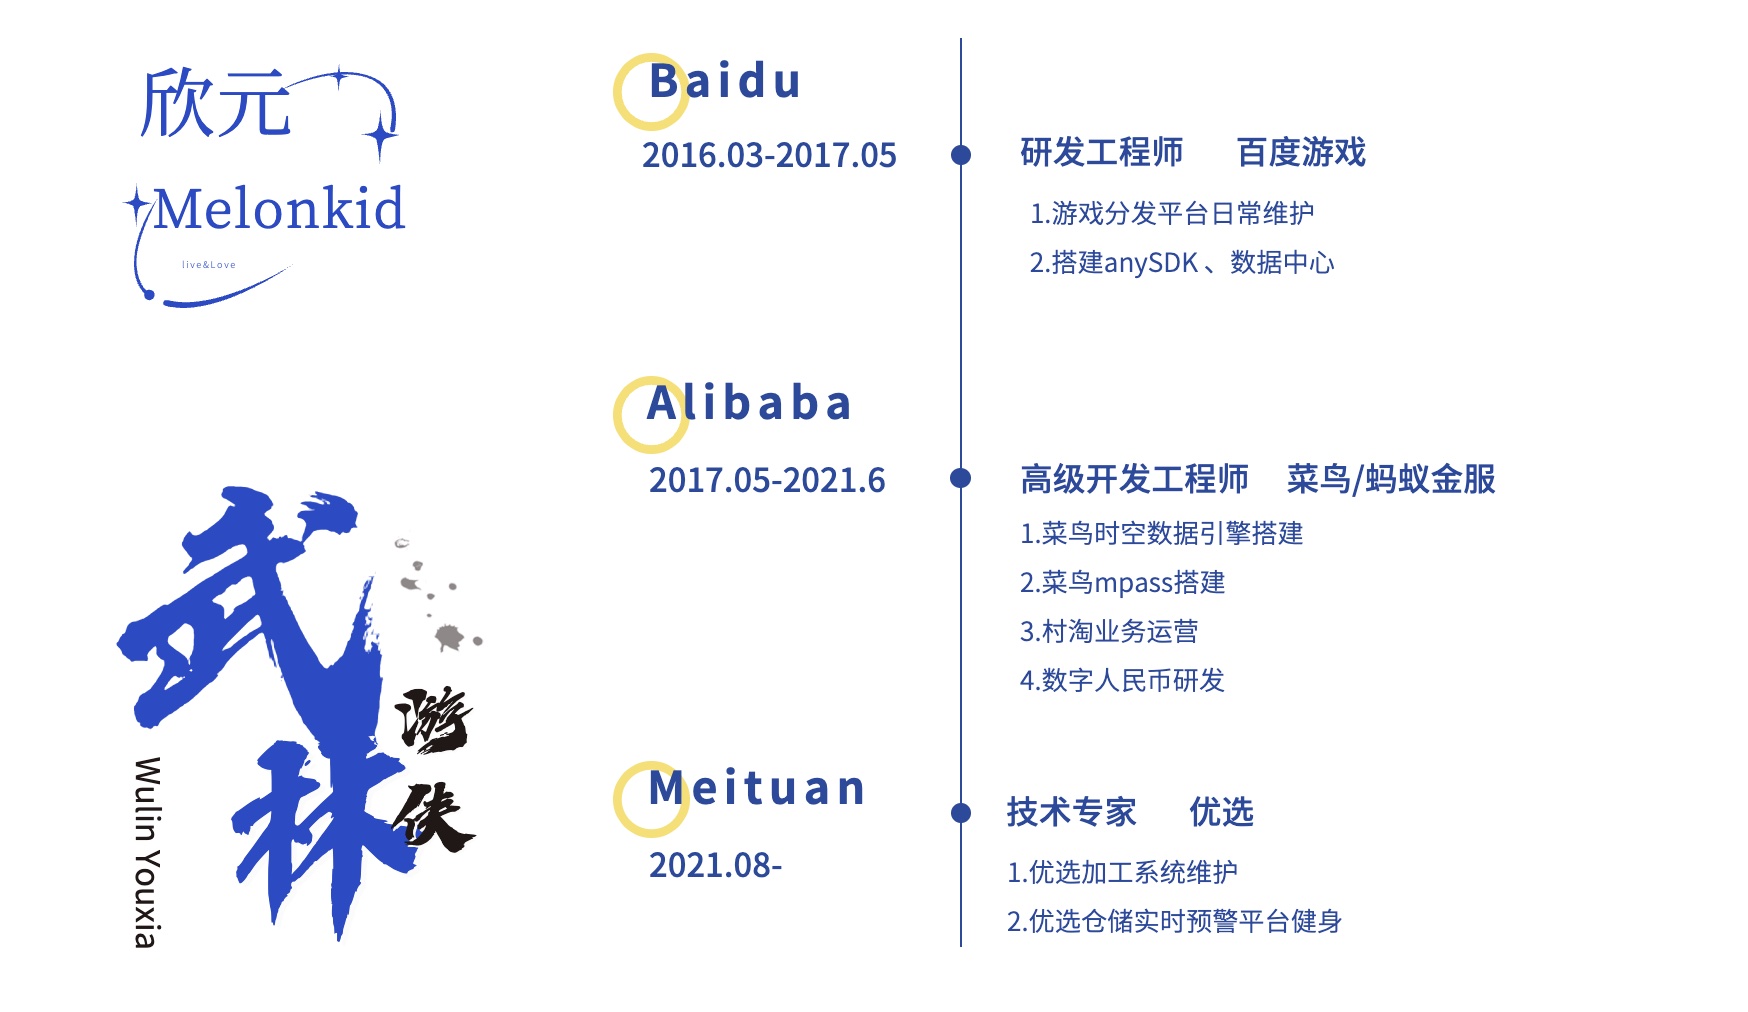 欣元
Melonkid
live&Love
武林
游侠
Wulin Youxia
Baidu
2016.03-2017.05
研发工程师 百度游戏
1.游戏分发平台日常维护
2.搭建anySDK 、数据中心
Alibaba
2017.05-2021.6
高级开发工程师 菜鸟/蚂蚁金服
1.菜鸟时空数据引擎搭建
2.菜鸟mpass搭建
3.村淘业务运营
4.数字人民币研发
Meituan
2021.08-
技术专家 优选
1.优选加工系统维护
2.优选仓储实时预警平台健身